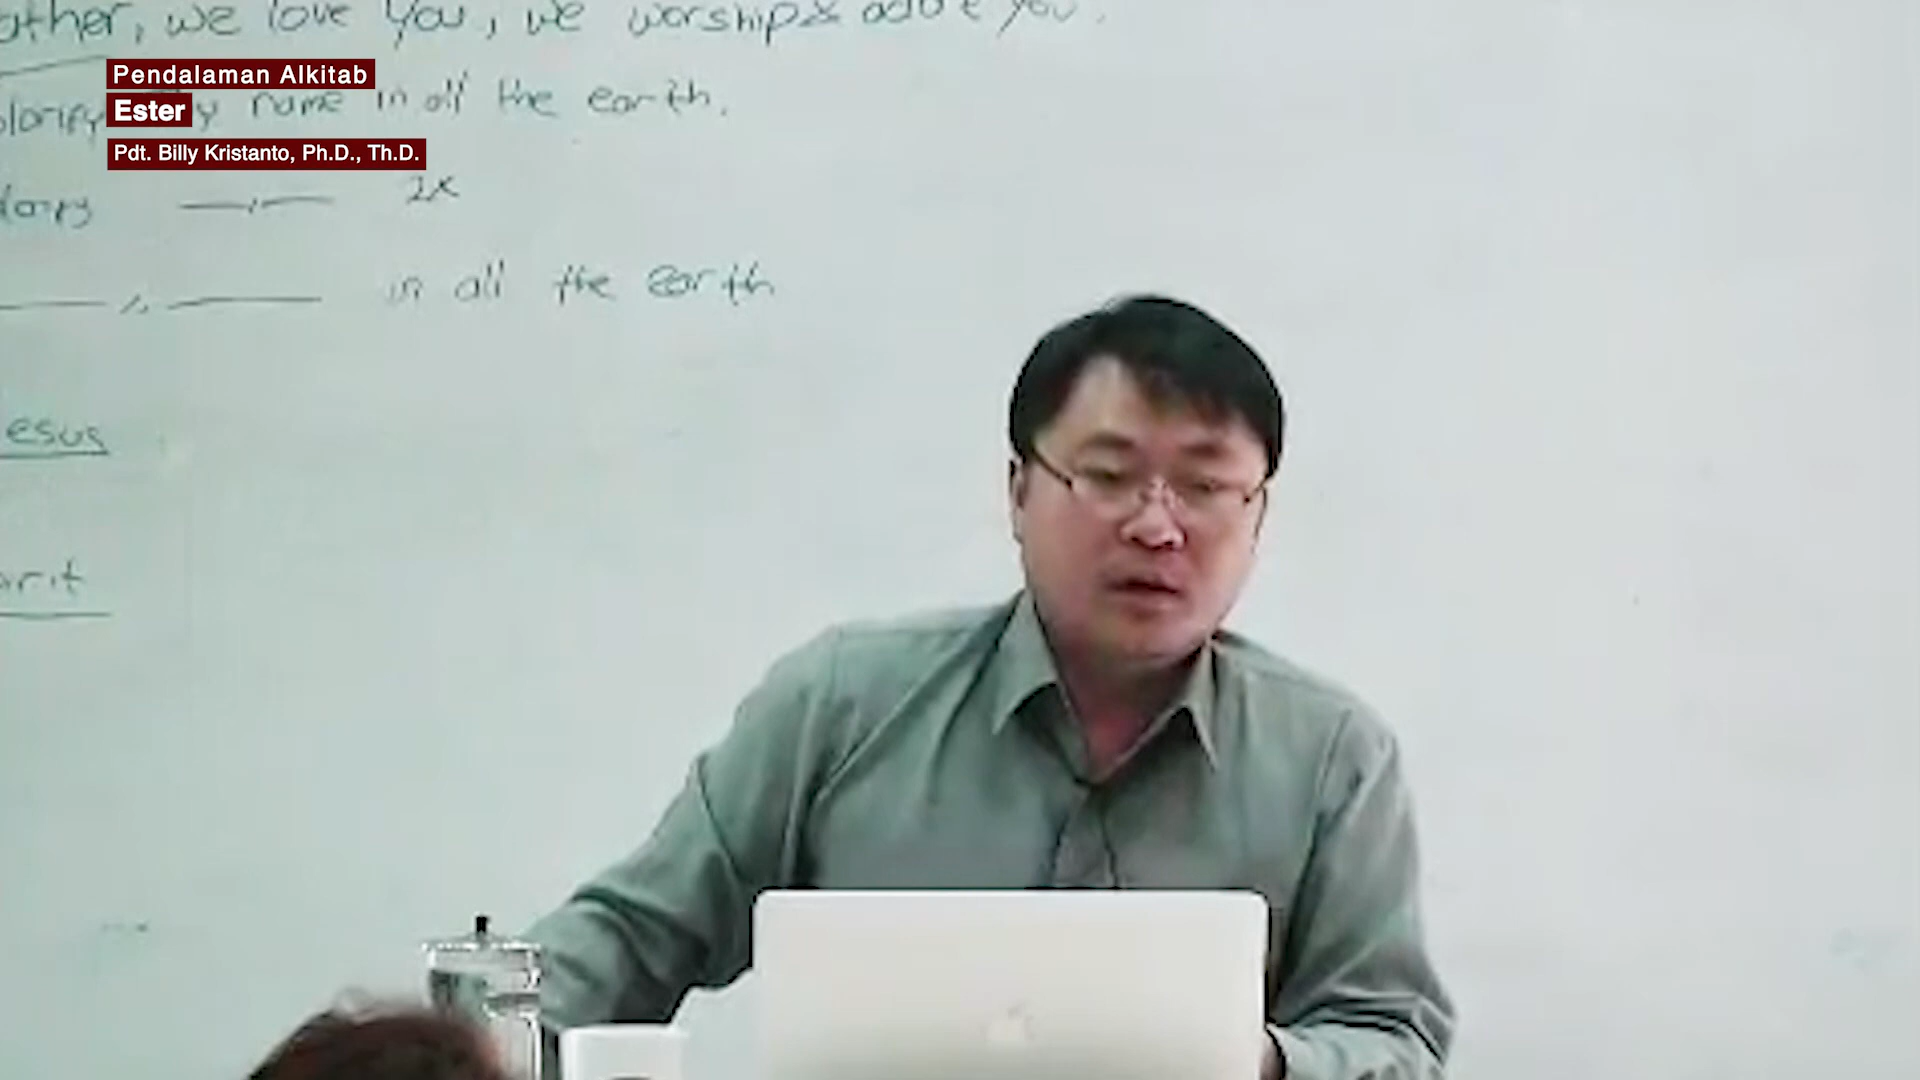 ather, we love You, we worship & adore you.
Pendalaman Alkitab
Ester
name in all the earth.
Pdt. Billy Kristanto, Ph.D., Th.D.
2x
in all the earth
esus
irit